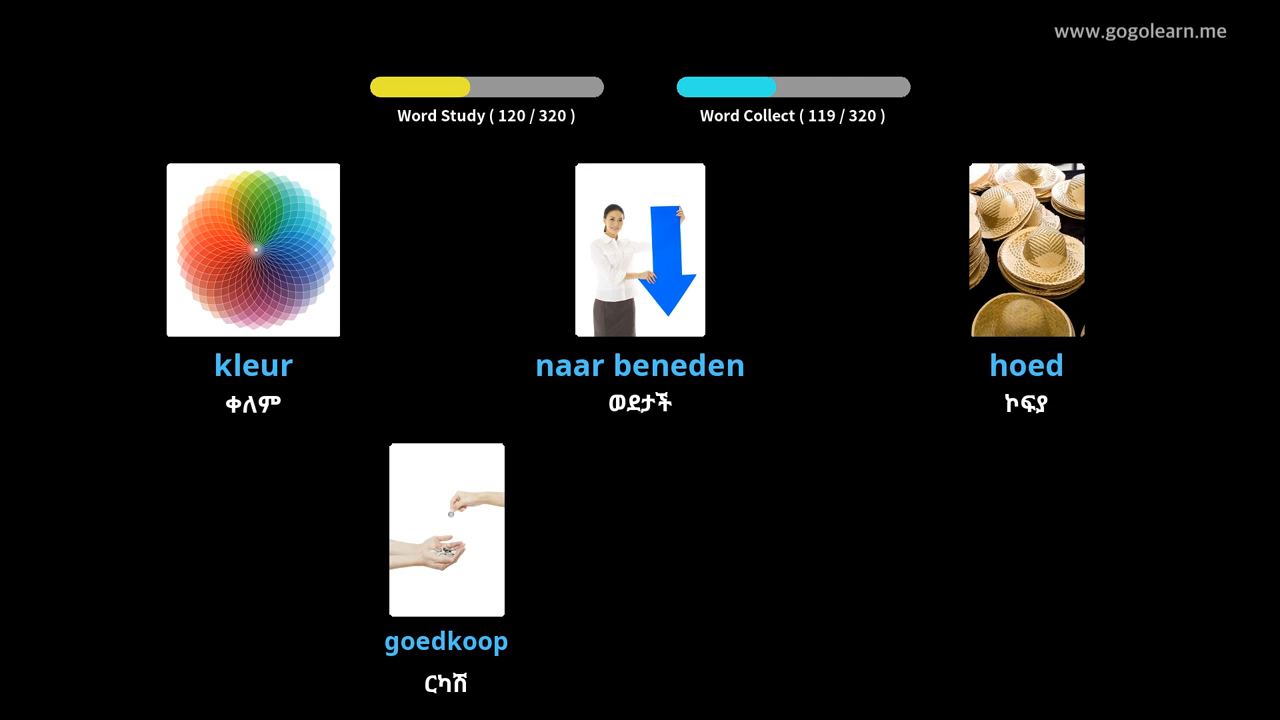 www.gogolearn.me
Word Study ( 120 / 320 )
Word Collect ( 119 / 320 )
kleur
naar beneden
hoed
ቀለም
ወደታች
ኮፍያ
goedkoop
ርካሽ